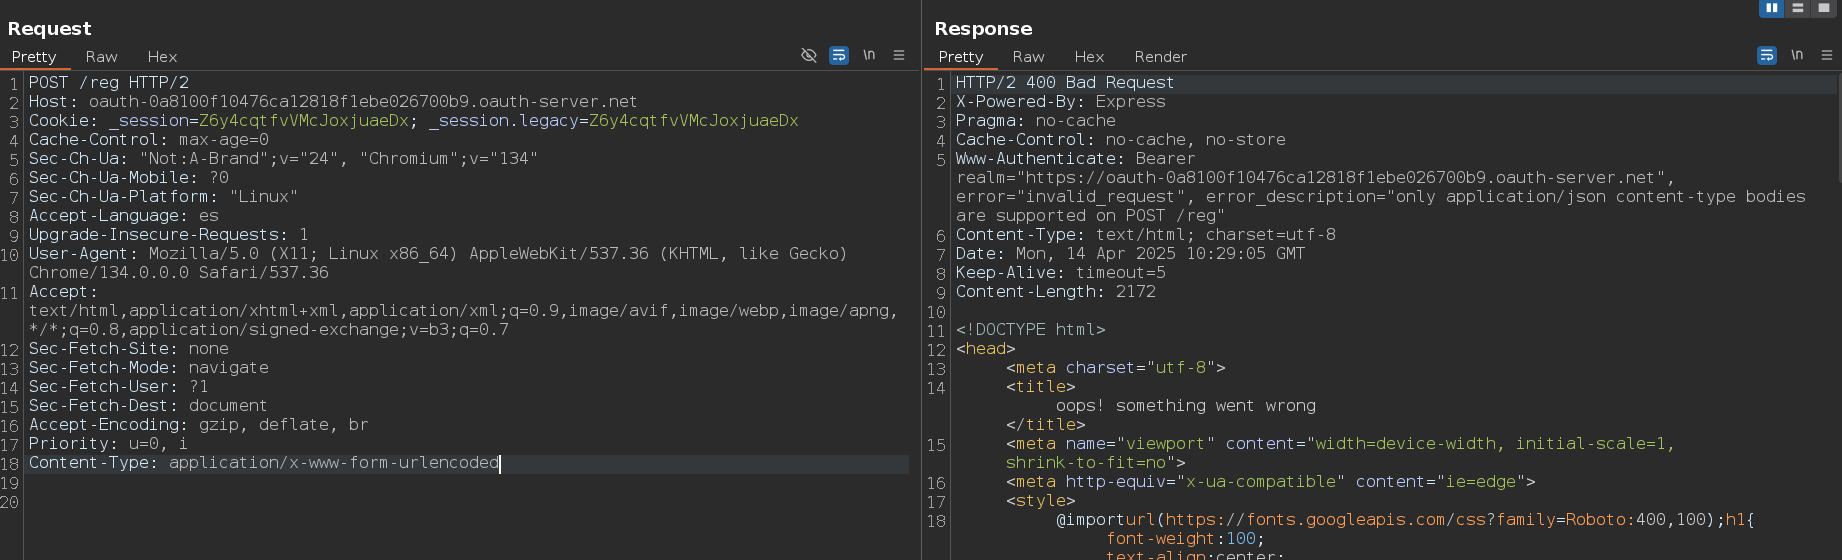 Request
Pretty Raw Hex
\n
1 POST /reg HTTP/2
2 Host: oauth-0a8100f10476ca12818f1ebe026700b9.oauth-server.net
3 Cookie: _session=Z6y4cqtfvVMcJoxjuaeDx; _session.legacy=Z6y4cqtfvVMcJoxjuaeDx
4 Cache-Control: max-age=0
5 Sec-Ch-Ua: "Not:A-Brand";v="24", "Chromium";v="134"
6 Sec-Ch-Ua-Mobile: ?0
7 Sec-Ch-Ua-Platform: "Linux"
8 Accept-Language: es
9 Upgrade-Insecure-Requests: 1
10 User-Agent: Mozilla/5.0 (X11; Linux x86_64) AppleWebKit/537.36 (KHTML, like Gecko)
Chrome/134.0.0.0 Safari/537.36
11 Accept:
text/html,application/xhtml+xml,application/xml;q=0.9,image/avif,image/webp,image/apng,
*/*;q=0.8,application/signed-exchange;v=b3;q=0.7
12 Sec-Fetch-Site: none
13 Sec-Fetch-Mode: navigate
14 Sec-Fetch-User: ?1
15 Sec-Fetch-Dest: document
16 Accept-Encoding: gzip, deflate, br
17 Priority: u=0, i
18 Content-Type: application/x-www-form-urlencoded
19
20
Response
Pretty Raw Hex Render
\n
1 HTTP/2 400 Bad Request
2 X-Powered-By: Express
3 Pragma: no-cache
4 Cache-Control: no-cache, no-store
5 Www-Authenticate: Bearer
realm="https://oauth-0a8100f10476ca12818f1ebe026700b9.oauth-server.net",
error="invalid_request", error_description="only application/json content-type bodies
are supported on POST /reg"
6 Content-Type: text/html; charset=utf-8
7 Date: Mon, 14 Apr 2025 10:29:05 GMT
8 Keep-Alive: timeout=5
9 Content-Length: 2172
10
11 <!DOCTYPE html>
12 <head>
13 <meta charset="utf-8">
14 <title>
oops! something went wrong
</title>
15 <meta name="viewport" content="width=device-width, initial-scale=1,
shrink-to-fit=no">
16 <meta http-equiv="x-ua-compatible" content="ie=edge">
17 <style>
18 @importurl(https://fonts.googleapis.com/css?family=Roboto:400,100);h1{
font-weight:100;
text-align:center;